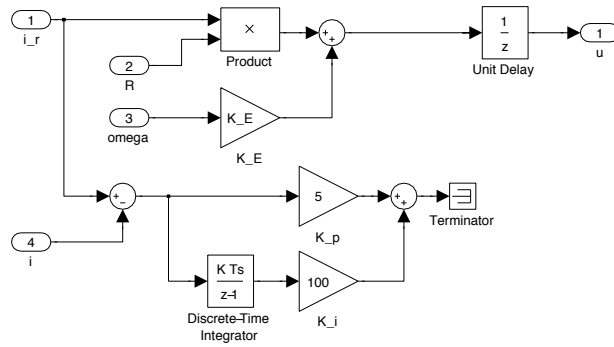 1
i_r
2
R
×
Product
+
+
1
z
Unit Delay
1
u
3
omega
K_E
K_E
+
−
4
i
5
K_p
+
+
Terminator
K Ts
z−1
Discrete−Time
Integrator
100
K_i